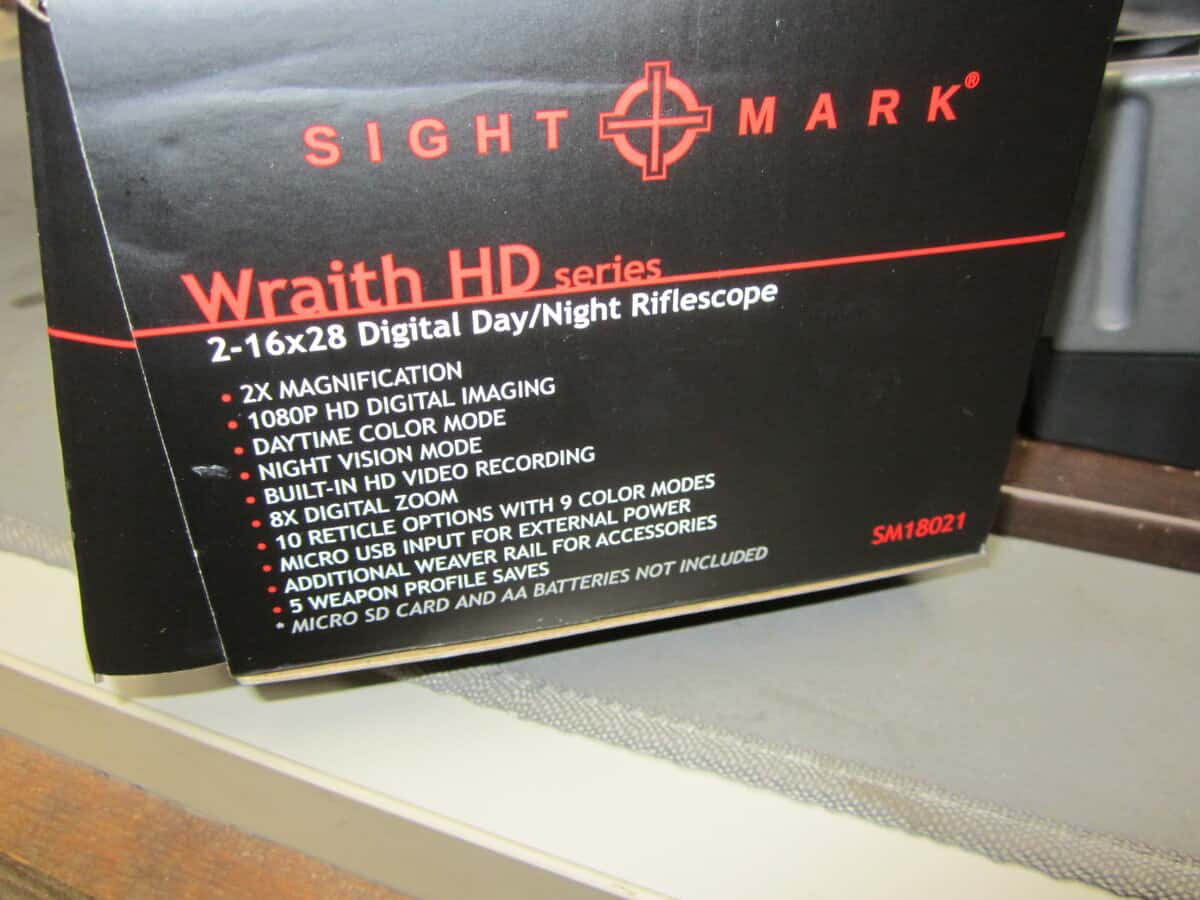 SIGHT MARK®
Wraith HD series
2-16x28 Digital Day/Night Riflescope
• 2X MAGNIFICATION
• 1080P HD DIGITAL IMAGING
• DAYTIME COLOR MODE
• NIGHT VISION MODE
• BUILT-IN HD VIDEO RECORDING
• 8X DIGITAL ZOOM
• 10 RETICLE OPTIONS WITH 9 COLOR MODES
• MICRO USB INPUT FOR EXTERNAL POWER
• ADDITIONAL WEAVER RAIL FOR ACCESSORIES
• 5 WEAPON PROFILE SAVES
* MICRO SD CARD AND AA BATTERIES NOT INCLUDED
SM18021